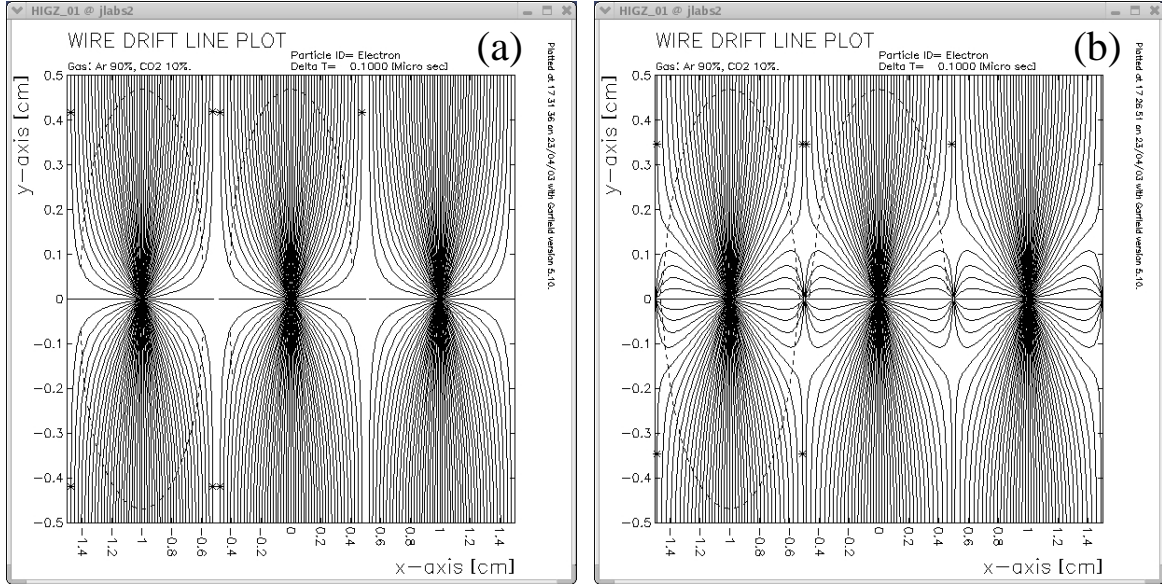 HIGZ_01 @ jlabs2
WIRE DRIFT LINE PLOT
(a)
Particle ID= Electron
Gas: Ar 90%, CO2 10%.
Delta T= 0.1000 [Micro sec]
y-axis [cm]
0.5
0.4
0.3
0.2
0.1
0
-0.1
-0.2
-0.3
-0.4
-0.5
-1.4
-1.2
-1
-0.8
-0.6
-0.4
-0.2
0
0.2
0.4
0.6
0.8
1
1.2
1.4
x-axis [cm]
Plotted at 17.31.36 on 23/04/03 with Garfield version 5.10.
HIGZ_01 @ jlabs2
WIRE DRIFT LINE PLOT
(b)
Particle ID= Electron
Gas: Ar 90%, CO2 10%.
Delta T= 0.1000 [Micro sec]
y-axis [cm]
0.5
0.4
0.3
0.2
0.1
0
-0.1
-0.2
-0.3
-0.4
-0.5
-1.4
-1.2
-1
-0.8
-0.6
-0.4
-0.2
0
0.2
0.4
0.6
0.8
1
1.2
1.4
x-axis [cm]
Plotted at 17.26.51 on 23/04/03 with Garfield version 5.10.